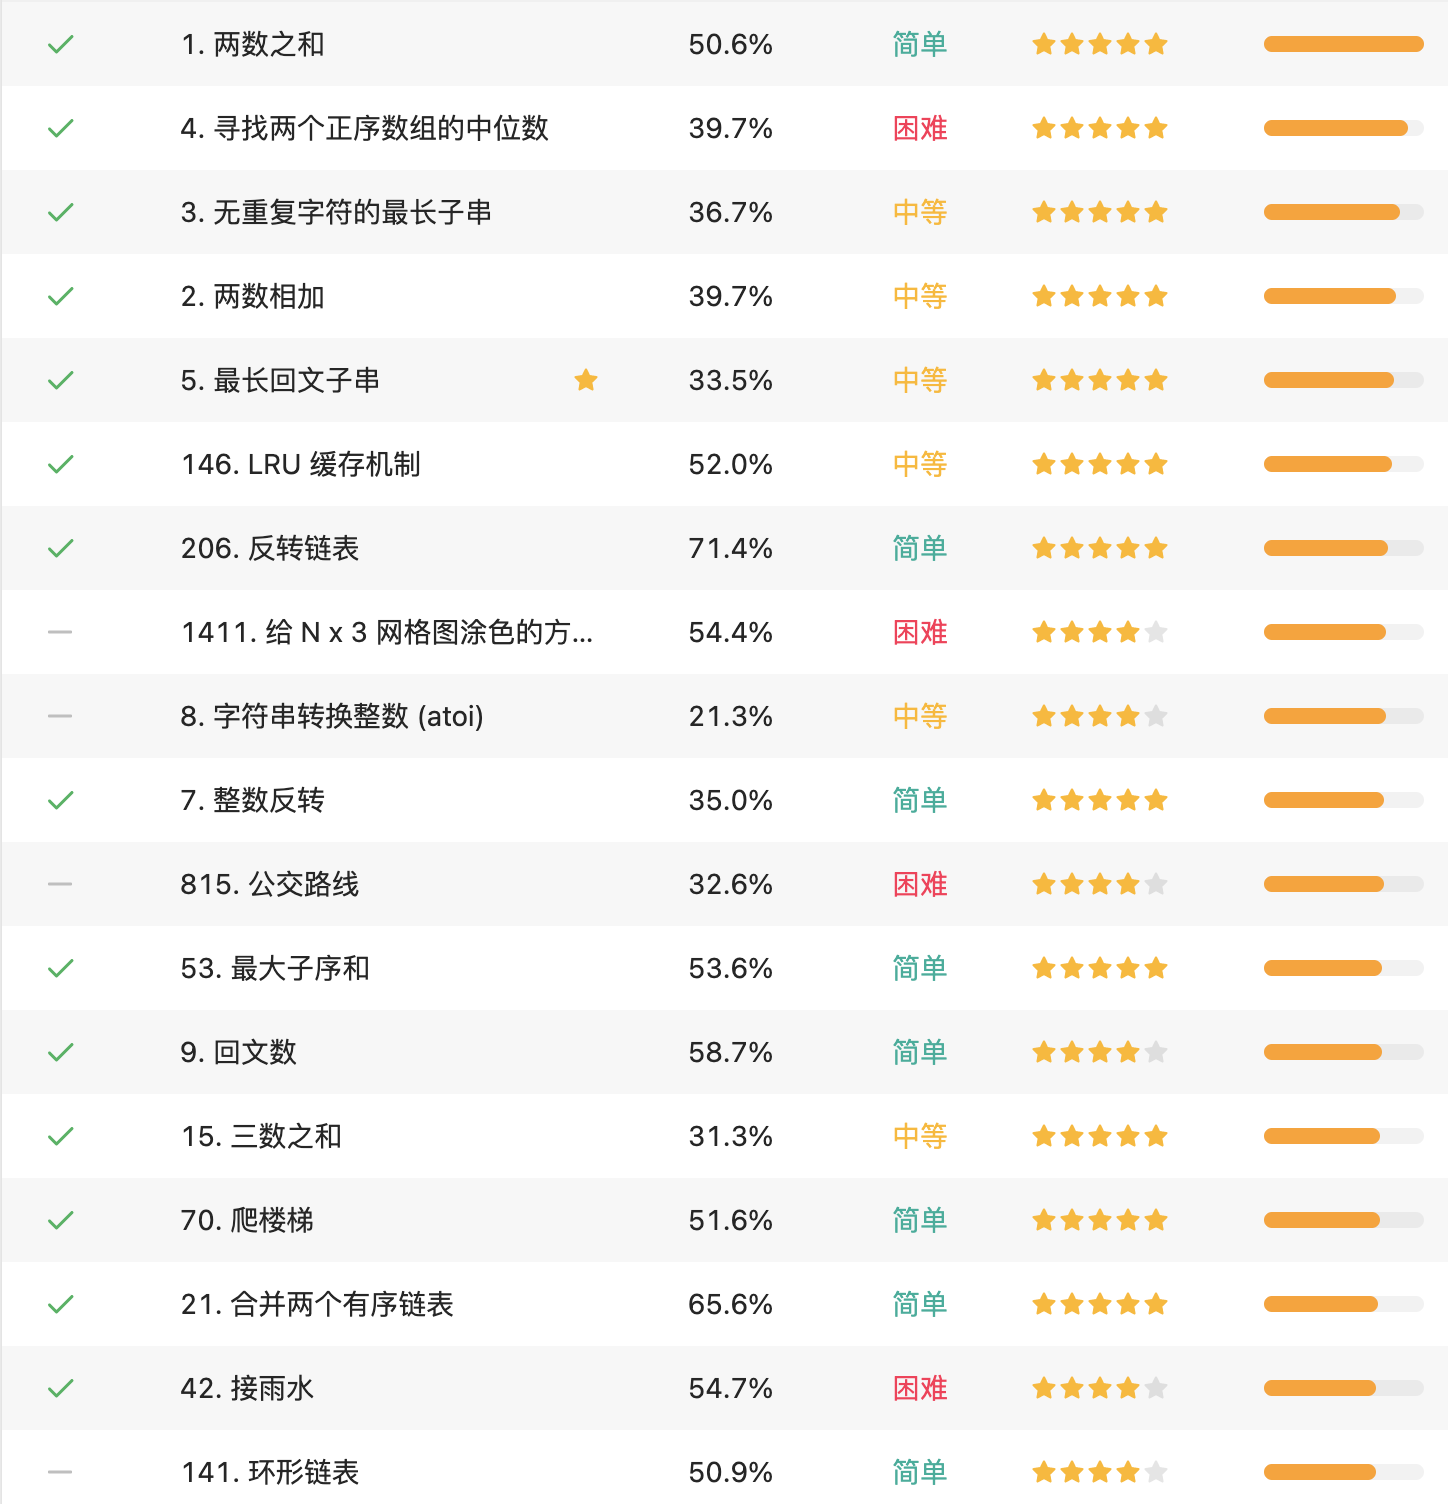 1. 两数之和 50.6% 简单
4. 寻找两个正序数组的中位数 39.7% 困难
3. 无重复字符的最长子串 36.7% 中等
2. 两数相加 39.7% 中等
5. 最长回文子串 33.5% 中等
146. LRU 缓存机制 52.0% 中等
206. 反转链表 71.4% 简单
1411. 给 N x 3 网格图涂色的方... 54.4% 困难
8. 字符串转换整数 (atoi) 21.3% 中等
7. 整数反转 35.0% 简单
815. 公交路线 32.6% 困难
53. 最大子序和 53.6% 简单
9. 回文数 58.7% 简单
15. 三数之和 31.3% 中等
70. 爬楼梯 51.6% 简单
21. 合并两个有序链表 65.6% 简单
42. 接雨水 54.7% 困难
141. 环形链表 50.9% 简单